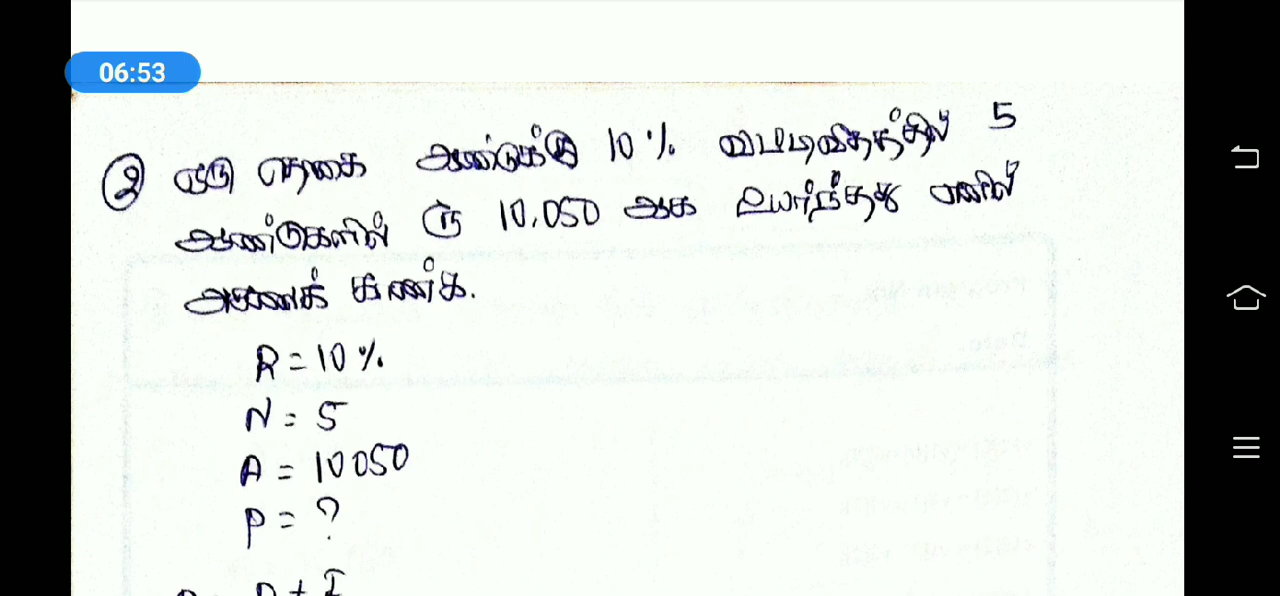 06:53
② ஒரு தொகை ஆண்டுக்கு 10 % வட்டிவீதத்தில் 5
ஆண்டுகளில் ரூ 10,050 ஆக உயர்ந்தது எனில்
அசலைக் காண்க.
R = 10 %
N = 5
A = 10050
P = ?
P + I